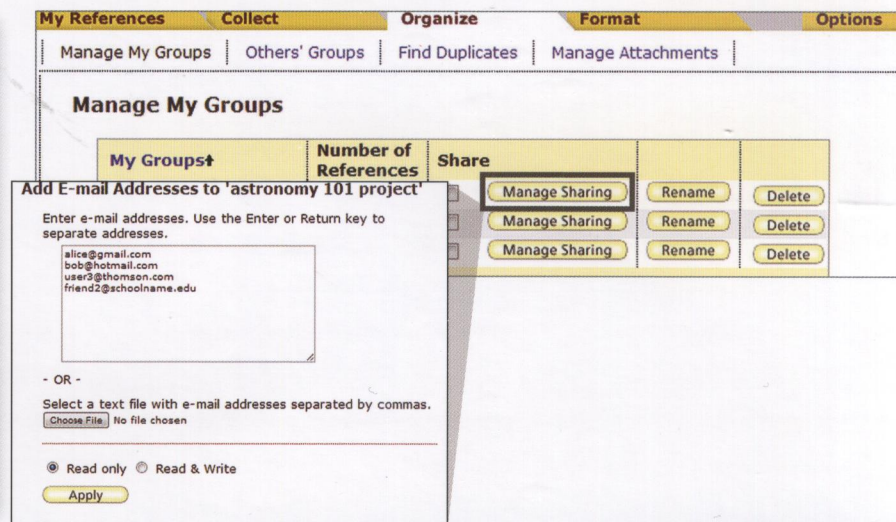 My References Collect Organize Format Options
Manage My Groups Others' Groups Find Duplicates Manage Attachments
Manage My Groups
My Groups Number of References Share
Manage Sharing Rename Delete
Manage Sharing Rename Delete
Manage Sharing Rename Delete
Add E-mail Addresses to 'astronomy 101 project'
Enter e-mail addresses. Use the Enter or Return key to
separate addresses.
alice@gmail.com
bob@hotmail.com
user3@thomson.com
friend2@schoolname.edu
- OR -
Select a text file with e-mail addresses separated by commas.
Choose File No file chosen
Read only Read & Write
Apply